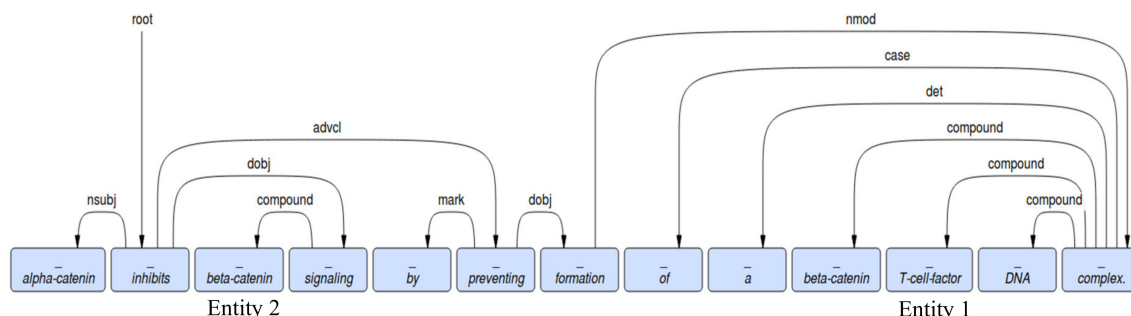 root
nmod
case
det
advcl
compound
dobj
compound
nsubj
compound
mark
dobj
compound
_ _ _ _ _ _ _ _ _ _ _ _ _
alpha-catenin inhibits beta-catenin signaling by preventing formation of a beta-catenin T-cell-factor DNA complex.
Entity 2 Entity 1